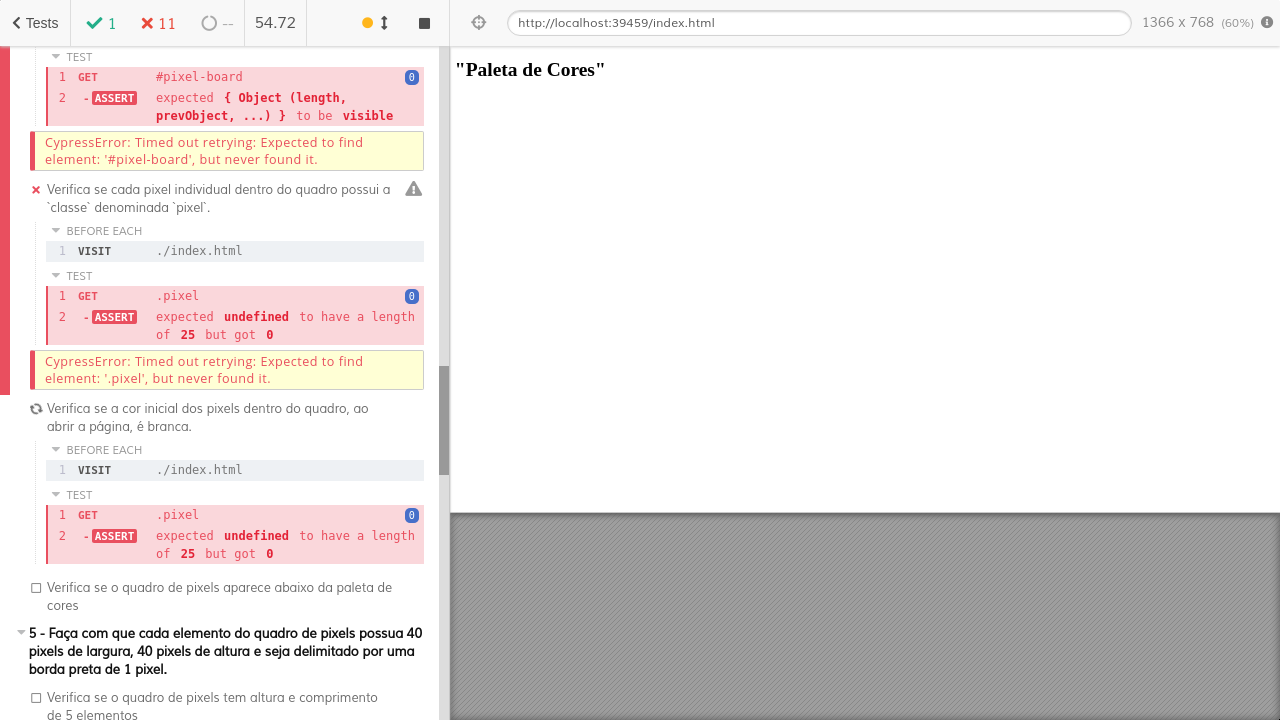 Tests 1 11 -- 54.72 http://localhost:39459/index.html 1366 x 768 (60%)
TEST
1 GET #pixel-board 0
2 -ASSERT expected { Object (length,
prevObject, ...) } to be visible
CypressError: Timed out retrying: Expected to find
element: '#pixel-board', but never found it.
Verifica se cada pixel individual dentro do quadro possui a
`classe` denominada `pixel`.
BEFORE EACH
1 VISIT ./index.html
TEST
1 GET .pixel 0
2 -ASSERT expected undefined to have a length
of 25 but got 0
CypressError: Timed out retrying: Expected to find
element: '.pixel', but never found it.
Verifica se a cor inicial dos pixels dentro do quadro, ao
abrir a página, é branca.
BEFORE EACH
1 VISIT ./index.html
TEST
1 GET .pixel 0
2 -ASSERT expected undefined to have a length
of 25 but got 0
Verifica se o quadro de pixels aparece abaixo da paleta de
cores
5 - Faça com que cada elemento do quadro de pixels possua 40
pixels de largura, 40 pixels de altura e seja delimitado por uma
borda preta de 1 pixel.
Verifica se o quadro de pixels tem altura e comprimento
de 5 elementos
"Paleta de Cores"